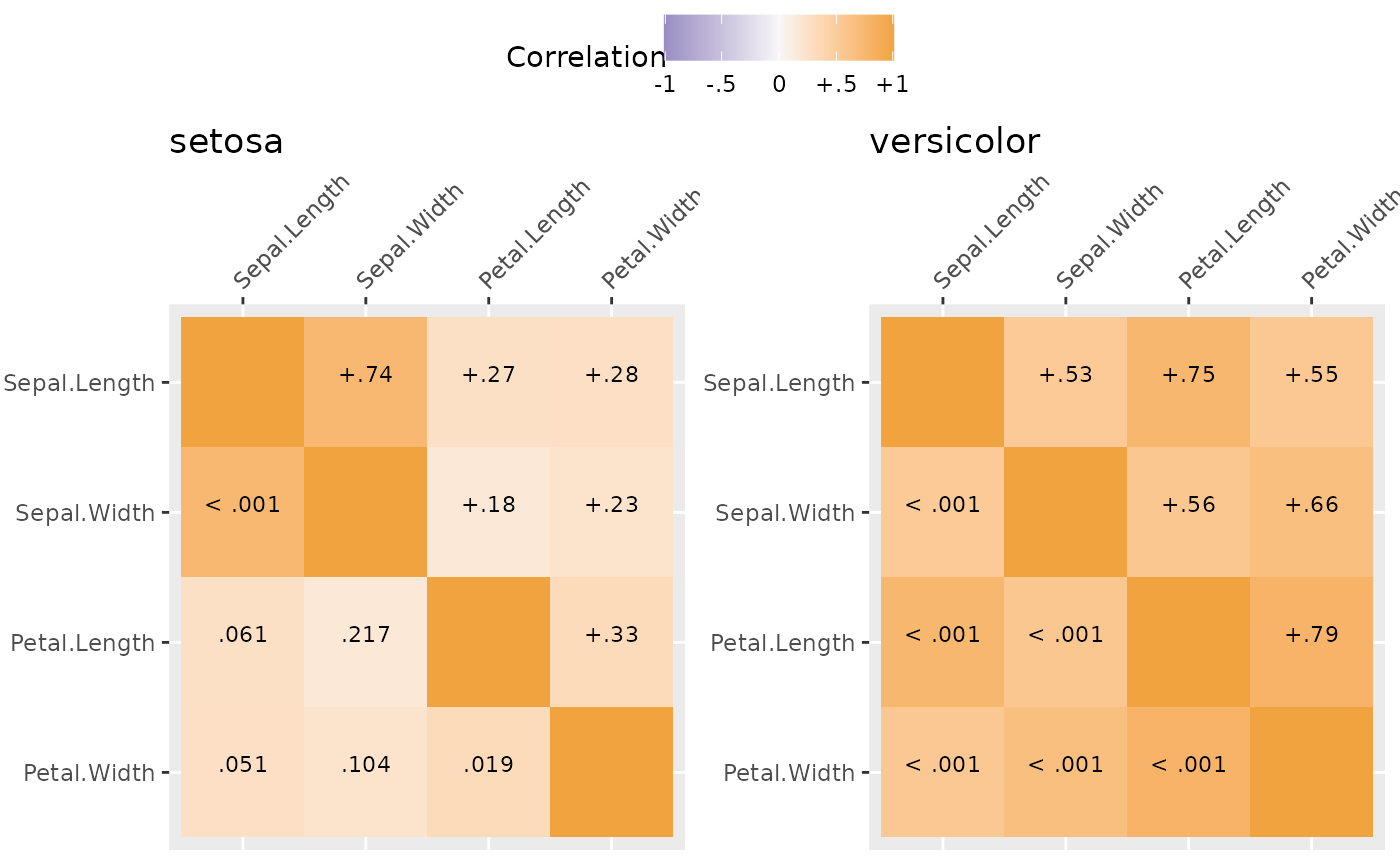 Correlation
-1 -.5 0 +.5 +1
setosa
Sepal.Length Sepal.Width Petal.Length Petal.Width
Sepal.Length +.74 +.27 +.28
Sepal.Width < .001 +.18 +.23
Petal.Length .061 .217 +.33
Petal.Width .051 .104 .019
versicolor
Sepal.Length Sepal.Width Petal.Length Petal.Width
Sepal.Length +.53 +.75 +.55
Sepal.Width < .001 +.56 +.66
Petal.Length < .001 < .001 +.79
Petal.Width < .001 < .001 < .001